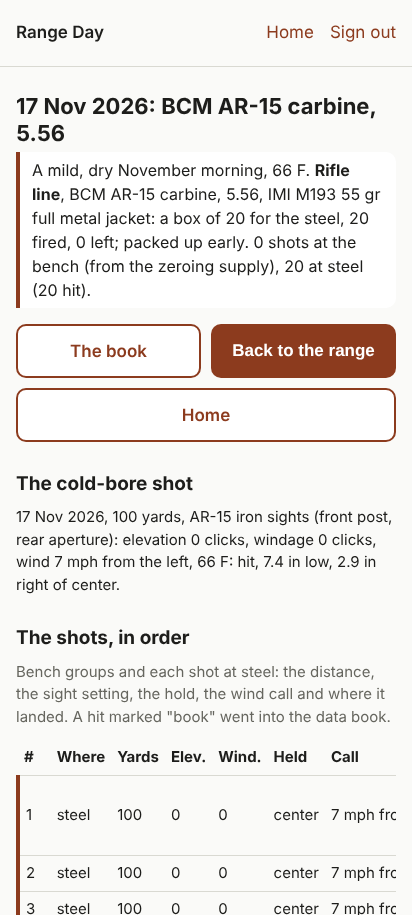 Range Day
Home Sign out
17 Nov 2026: BCM AR-15 carbine,
5.56
A mild, dry November morning, 66 F. Rifle
line, BCM AR-15 carbine, 5.56, IMI M193 55 gr
full metal jacket: a box of 20 for the steel, 20
fired, 0 left; packed up early. 0 shots at the
bench (from the zeroing supply), 20 at steel
(20 hit).
The book
Back to the range
Home
The cold-bore shot
17 Nov 2026, 100 yards, AR-15 iron sights (front post,
rear aperture): elevation 0 clicks, windage 0 clicks,
wind 7 mph from the left, 66 F: hit, 7.4 in low, 2.9 in
right of center.
The shots, in order
Bench groups and each shot at steel: the distance,
the sight setting, the hold, the wind call and where it
landed. A hit marked "book" went into the data book.
# Where Yards Elev. Wind. Held Call
1 steel 100 0 0 center 7 mph
2 steel 100 0 0 center 7 mph
3 steel 100 0 0 center 7 mph